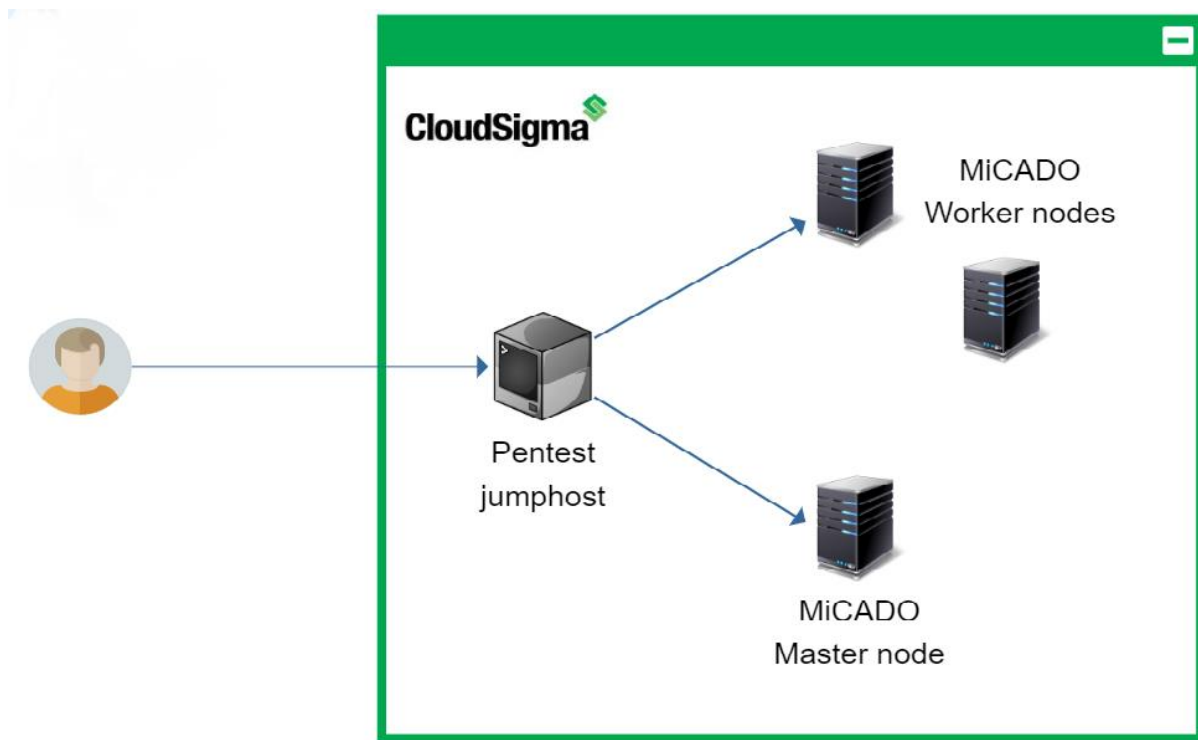 CloudSigma
MiCADO
Worker nodes
Pentest
jumphost
MiCADO
Master node